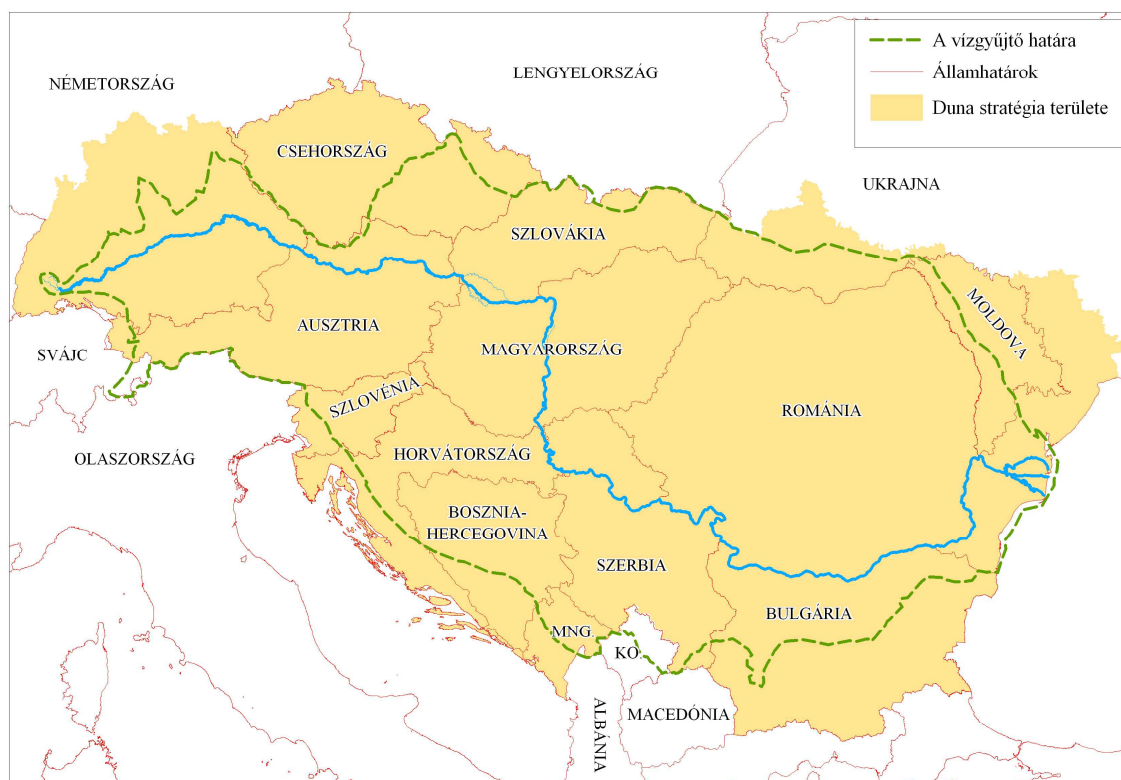 A vízgyűjtő határa
Államhatárok
Duna stratégia területe
NÉMETORSZÁG
LENGYELORSZÁG
CSEHORSZÁG
UKRAJNA
SZLOVÁKIA
MOLDOVA
AUSZTRIA
MAGYARORSZÁG
SVÁJC
SZLOVÉNIA
ROMÁNIA
OLASZORSZÁG
HORVÁTORSZÁG
BOSZNIA-
HERCEGOVINA
SZERBIA
BULGÁRIA
MNG.
KO.
ALBÁNIA
MACEDÓNIA